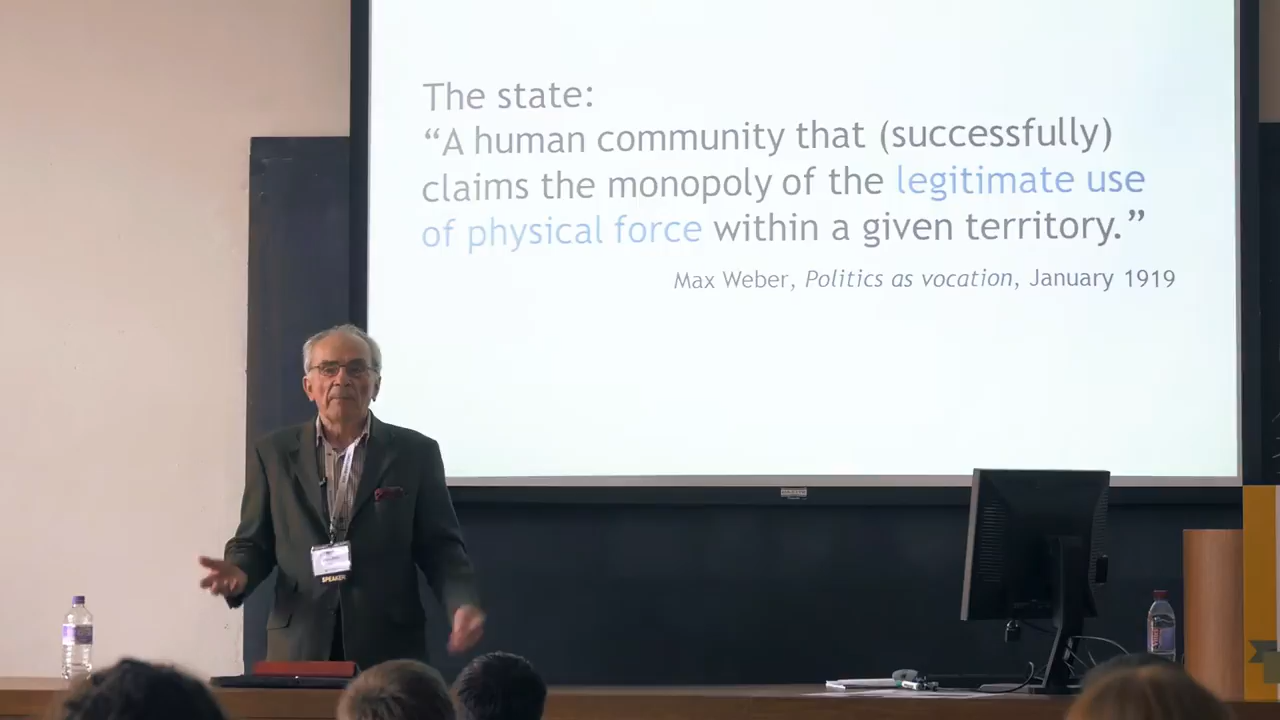 The state:
“A human community that (successfully)
claims the monopoly of the legitimate use
of physical force within a given territory.”
Max Weber, Politics as vocation, January 1919
SPEAKER